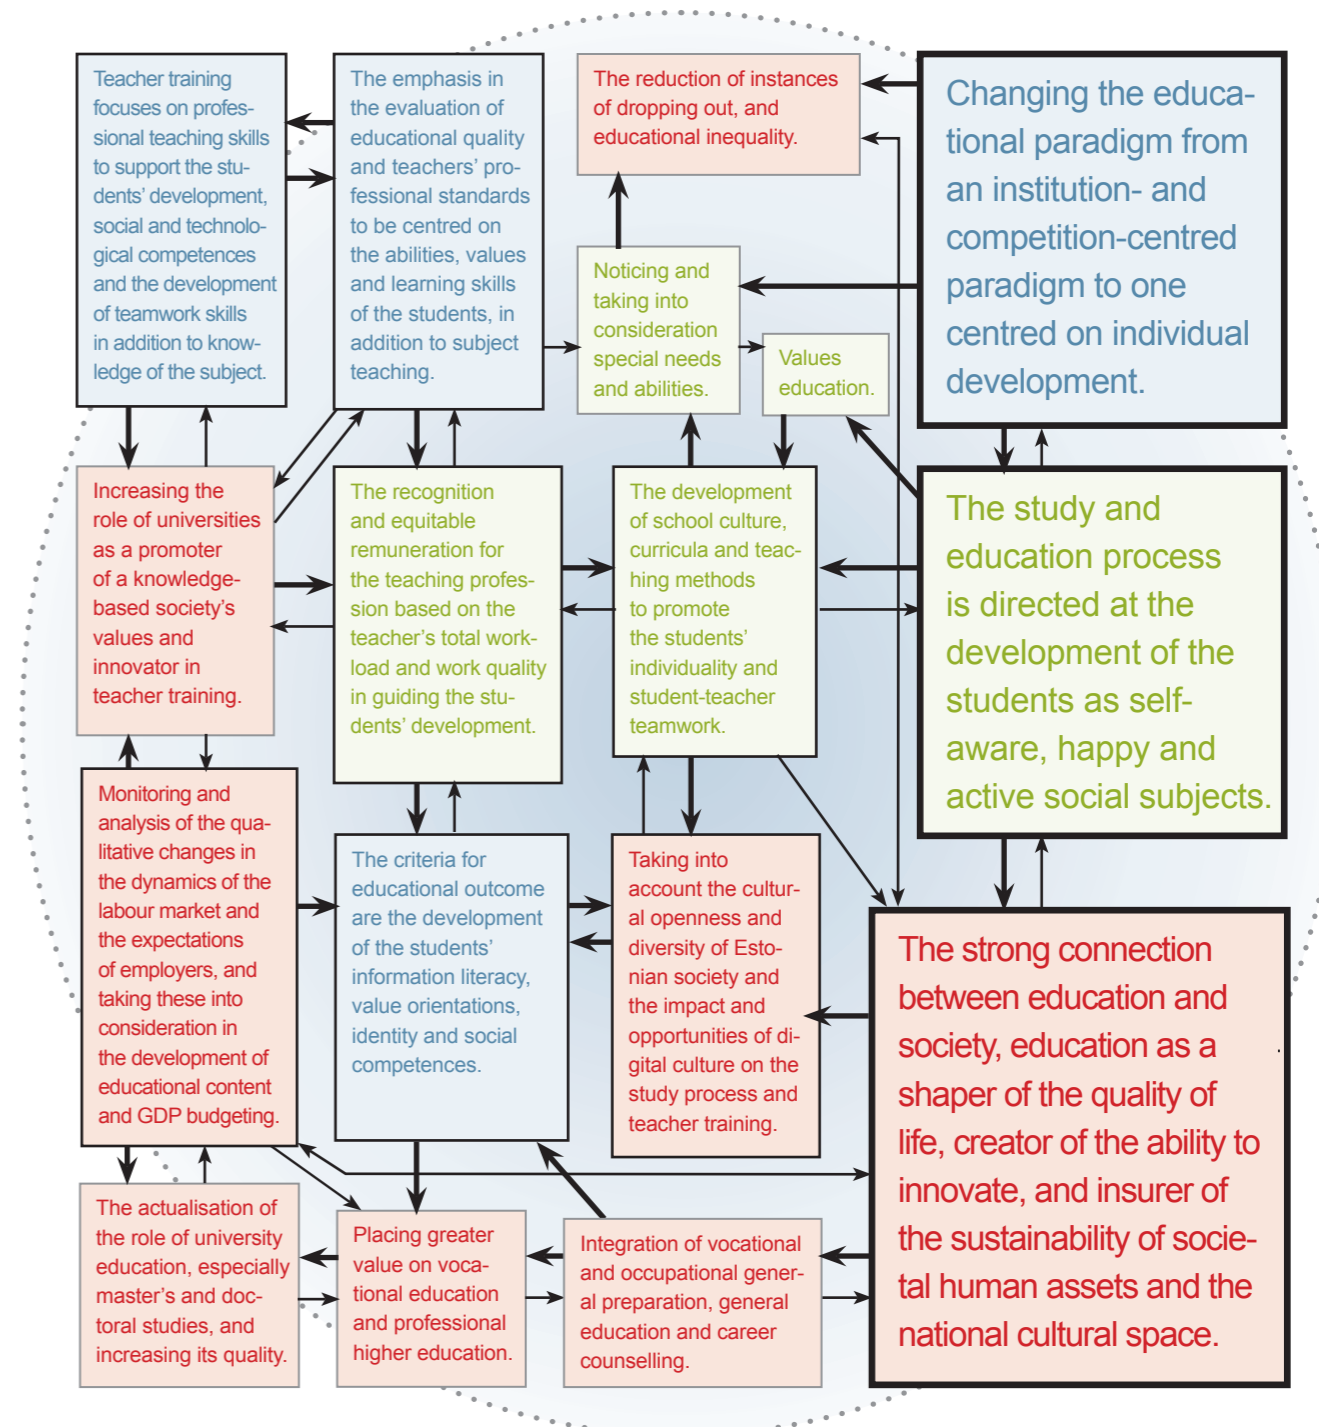 Teacher training
focuses on profes-
sional teaching skills
to support the stu-
dents’ development,
social and technolo-
gical competences
and the development
of teamwork skills
in addition to know-
ledge of the subject.
The emphasis in
the evaluation of
educational quality
and teachers’ pro-
fessional standards
to be centred on
the abilities, values
and learning skills
of the students, in
addition to subject
teaching.
The reduction of instances
of dropping out, and
educational inequality.
Changing the educa-
tional paradigm from
an institution- and
competition-centred
paradigm to one
centred on individual
development.
Noticing and
taking into
consideration
special needs
and abilities.
Values
education.
Increasing the
role of universities
as a promoter
of a knowledge-
based society’s
values and
innovator in
teacher training.
The recognition
and equitable
remuneration for
the teaching profes-
sion based on the
teacher’s total work-
load and work quality
in guiding the stu-
dents’ development.
The development
of school culture,
curricula and teac-
hing methods
to promote
the students’
individuality and
student-teacher
teamwork.
The study and
education process
is directed at the
development of the
students as self-
aware, happy and
active social subjects.
Monitoring and
analysis of the qua-
litative changes in
the dynamics of the
labour market and
the expectations
of employers, and
taking these into
consideration in
the development of
educational content
and GDP budgeting.
The criteria for
educational outcome
are the development
of the students’
information literacy,
value orientations,
identity and social
competences.
Taking into
account the cultur-
al openness and
diversity of Esto-
nian society and
the impact and
opportunities of di-
gital culture on the
study process and
teacher training.
The strong connection
between education and
society, education as a
shaper of the quality of
life, creator of the ability to
innovate, and insurer of
the sustainability of socie-
tal human assets and the
national cultural space.
The actualisation of
the role of university
education, especially
master’s and doc-
toral studies, and
increasing its quality.
Placing greater
value on voca-
tional education
and professional
higher education.
Integration of vocational
and occupational gener-
al preparation, general
education and career
counselling.